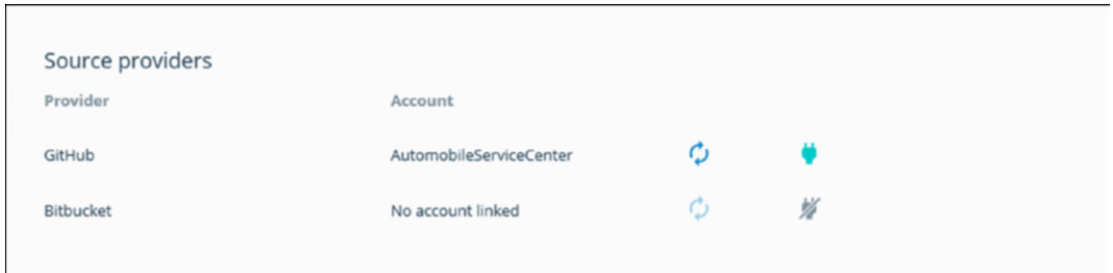 Source providers
Provider Account
GitHub AutomobileServiceCenter
Bitbucket No account linked